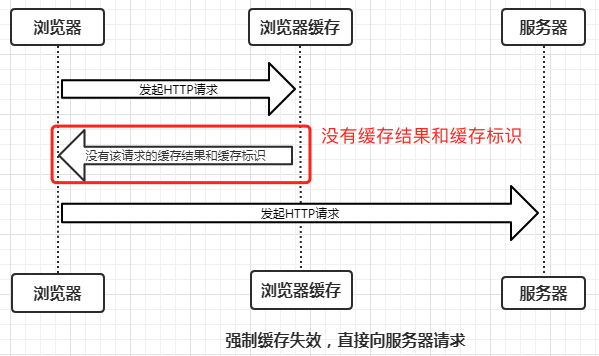 浏览器
浏览器缓存
服务器
发起HTTP请求
没有缓存结果和缓存标识
没有该请求的缓存结果和缓存标识
发起HTTP请求
浏览器
浏览器缓存
服务器
强制缓存失效，直接向服务器请求